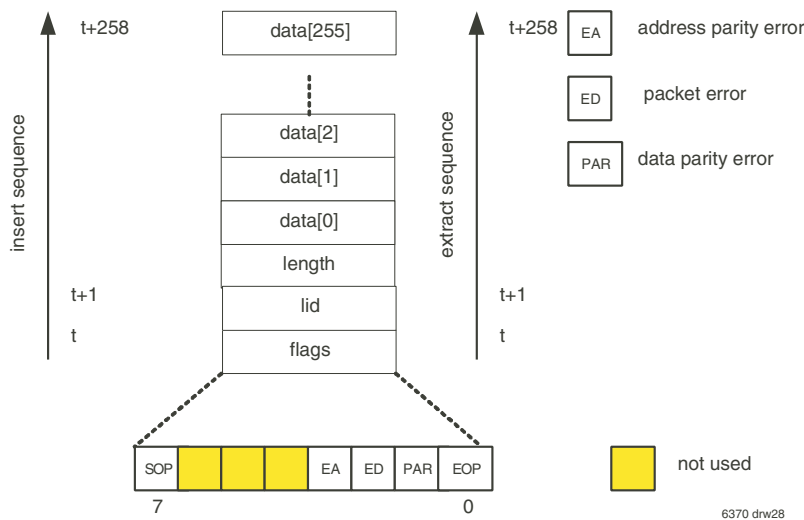 t+258
data[255]
t+258
EA
address parity error
ED
packet error
data[2]
PAR
data parity error
data[1]
insert sequence
extract sequence
data[0]
length
t+1
lid
t+1
t
flags
t
SOP
EA
ED
PAR
EOP
not used
7
0
6370 drw28